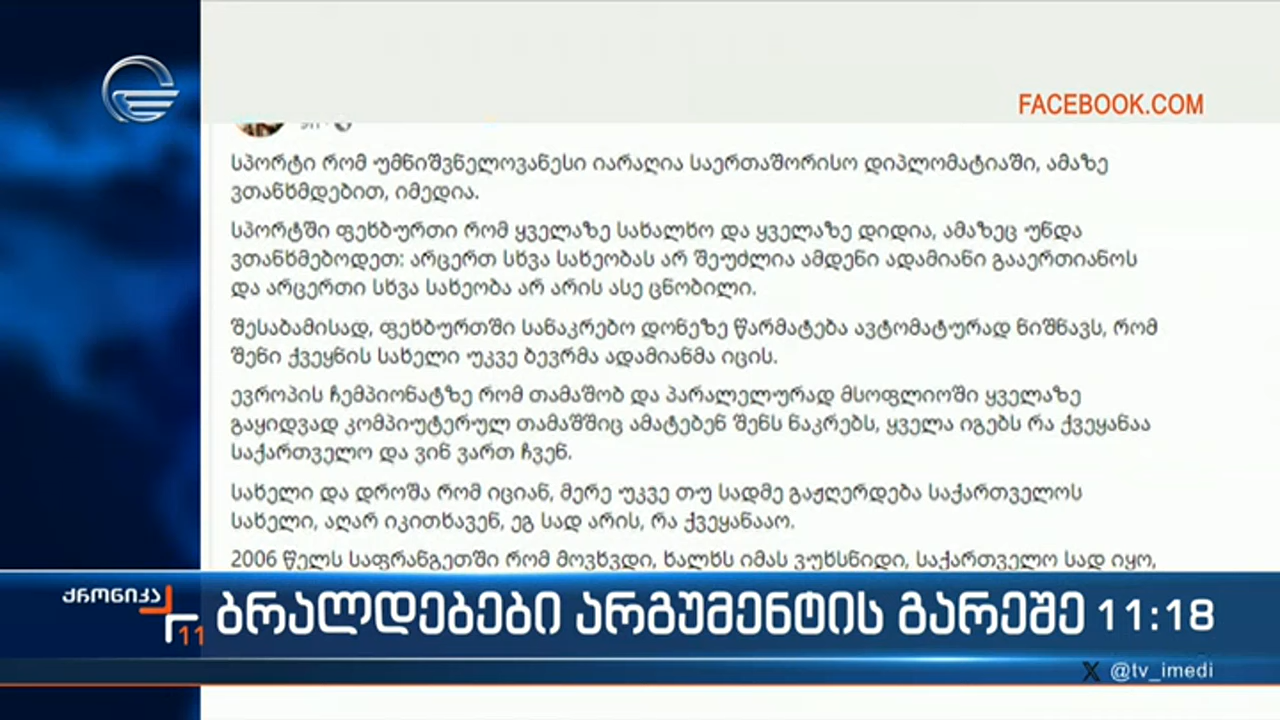 FACEBOOK.COM
სპორტი რომ უმნიშვნელოვანესი იარაღია საერთაშორისო დიპლომატიაში, ამაზე
ვთანხმდებით, იმედია.
სპორტში ფეხბურთი რომ ყველაზე სახალხო და ყველაზე დიდია, ამაზეც უნდა
ვთანხმებოდეთ: არცერთ სხვა სახეობას არ შეუძლია ამდენი ადამიანი გააერთიანოს
და არცერთი სხვა სახეობა არ არის ასე ცნობილი.
შესაბამისად, ფეხბურთში სანაკრებო დონეზე წარმატება ავტომატურად ნიშნავს, რომ
შენი ქვეყნის სახელი უკვე ბევრმა ადამიანმა იცის.
ევროპის ჩემპიონატზე რომ თამაშობ და პარალელურად მსოფლიოში ყველაზე
გაყიდვად კომპიუტერულ თამაშშიც ამატებენ შენს ნაკრებს, ყველა იგებს რა ქვეყანაა
საქართველო და ვინ ვართ ჩვენ.
სახელი და დროშა რომ იციან, მერე უკვე თუ სადმე გაჟღერდება საქართველოს
სახელი, აღარ იკითხავენ, ეგ სად არის, რა ქვეყანააო.
2006 წელს საფრანგეთში რომ მოვხვდი, ხალხს იმას ვუხსნიდი, საქართველო სად იყო,
ქრონიკა
11
ბრალდებები არგუმენტის გარეშე 11:18
X @tv_imedi